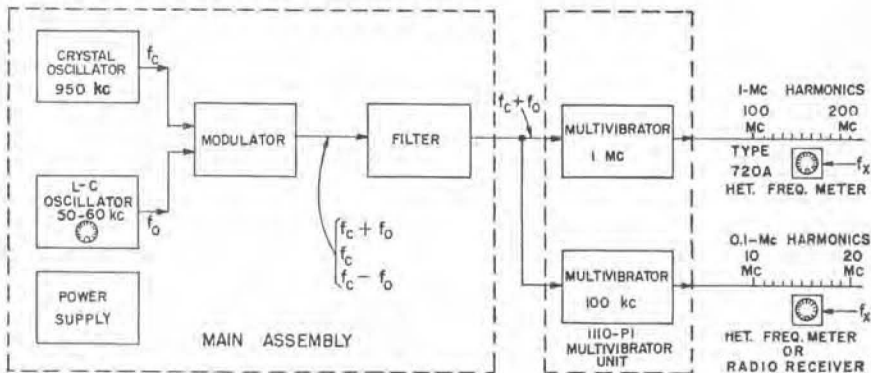 CRYSTAL
OSCILLATOR
950 kc
fc
L-C
OSCILLATOR
50-60 kc
fo
POWER
SUPPLY
MODULATOR
fc + fo
fc
fc - fo
FILTER
MAIN ASSEMBLY
fc+fo
MULTIVIBRATOR
1 MC
MULTIVIBRATOR
100 kc
1110-P1
MULTIVIBRATOR
UNIT
1-Mc HARMONICS
100 200
MC MC
TYPE
720A
fx
HET. FREQ. METER
0.1-Mc HARMONICS
10 20
MC MC
fx
HET. FREQ. METER
OR
RADIO RECEIVER